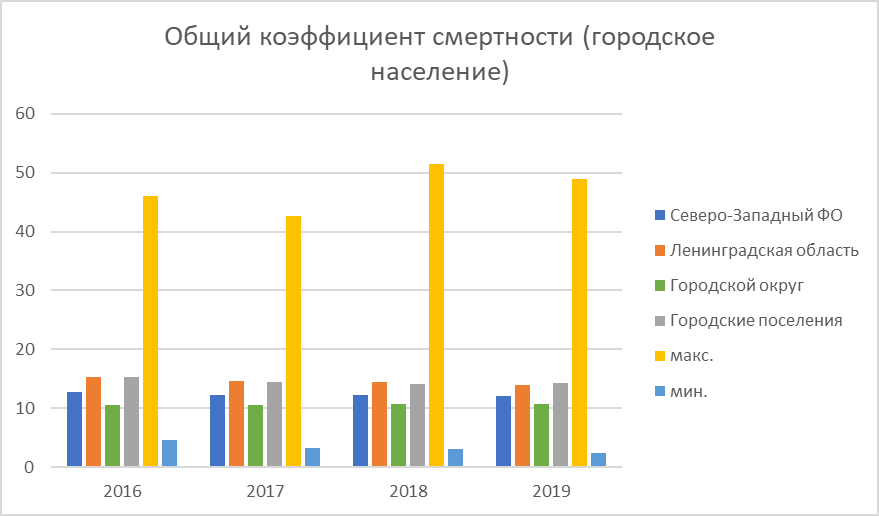 Общий коэффициент смертности (городское
население)
60
50
40
30
20
10
0
2016
2017
2018
2019
Северо-Западный ФО
Ленинградская область
Городской округ
Городские поселения
макс.
мин.